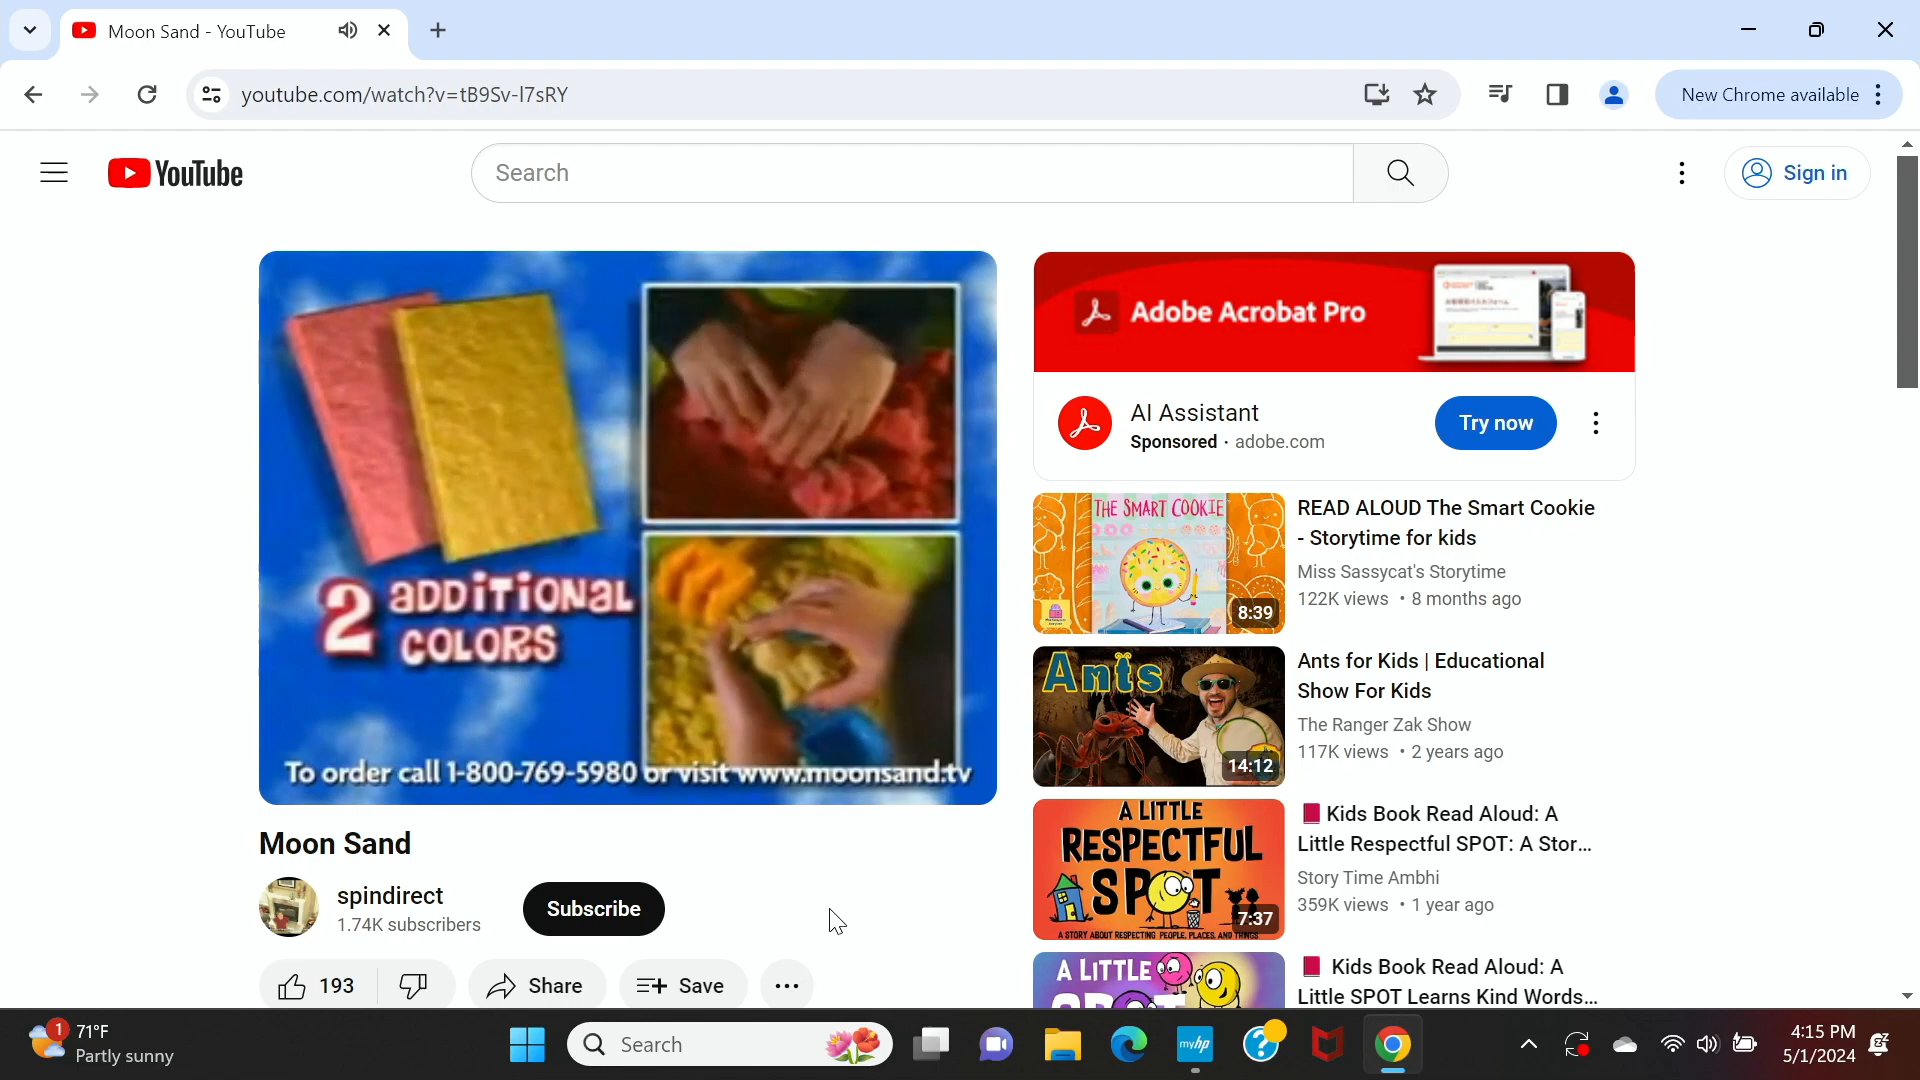 Moon Sand - YouTube
youtube.com/watch?v=tB9Sv-l7sRY
New Chrome available
YouTube
Search
Sign in
2 ADDITIONAL
COLORS
To order call 1-800-769-5980 or visit www.moonsand.tv
Moon Sand
spindirect
1.74K subscribers
Subscribe
193
Share
Save
Adobe Acrobat Pro
AI Assistant
Sponsored · adobe.com
Try now
THE SMART COOKIE
8:39
READ ALOUD The Smart Cookie
- Storytime for kids
Miss Sassycat's Storytime
122K views • 8 months ago
Ants
14:12
Ants for Kids | Educational
Show For Kids
The Ranger Zak Show
117K views • 2 years ago
A LITTLE
RESPECTFUL
SPOT
7:37
A STORY ABOUT RESPECTING PEOPLE, PLACES, AND THINGS
Kids Book Read Aloud: A
Little Respectful SPOT: A Stor...
Story Time Ambhi
359K views • 1 year ago
A LITTLE
Kids Book Read Aloud: A
Little SPOT Learns Kind Words...
1
71°F
Partly sunny
Search
myhp
4:15 PM
5/1/2024